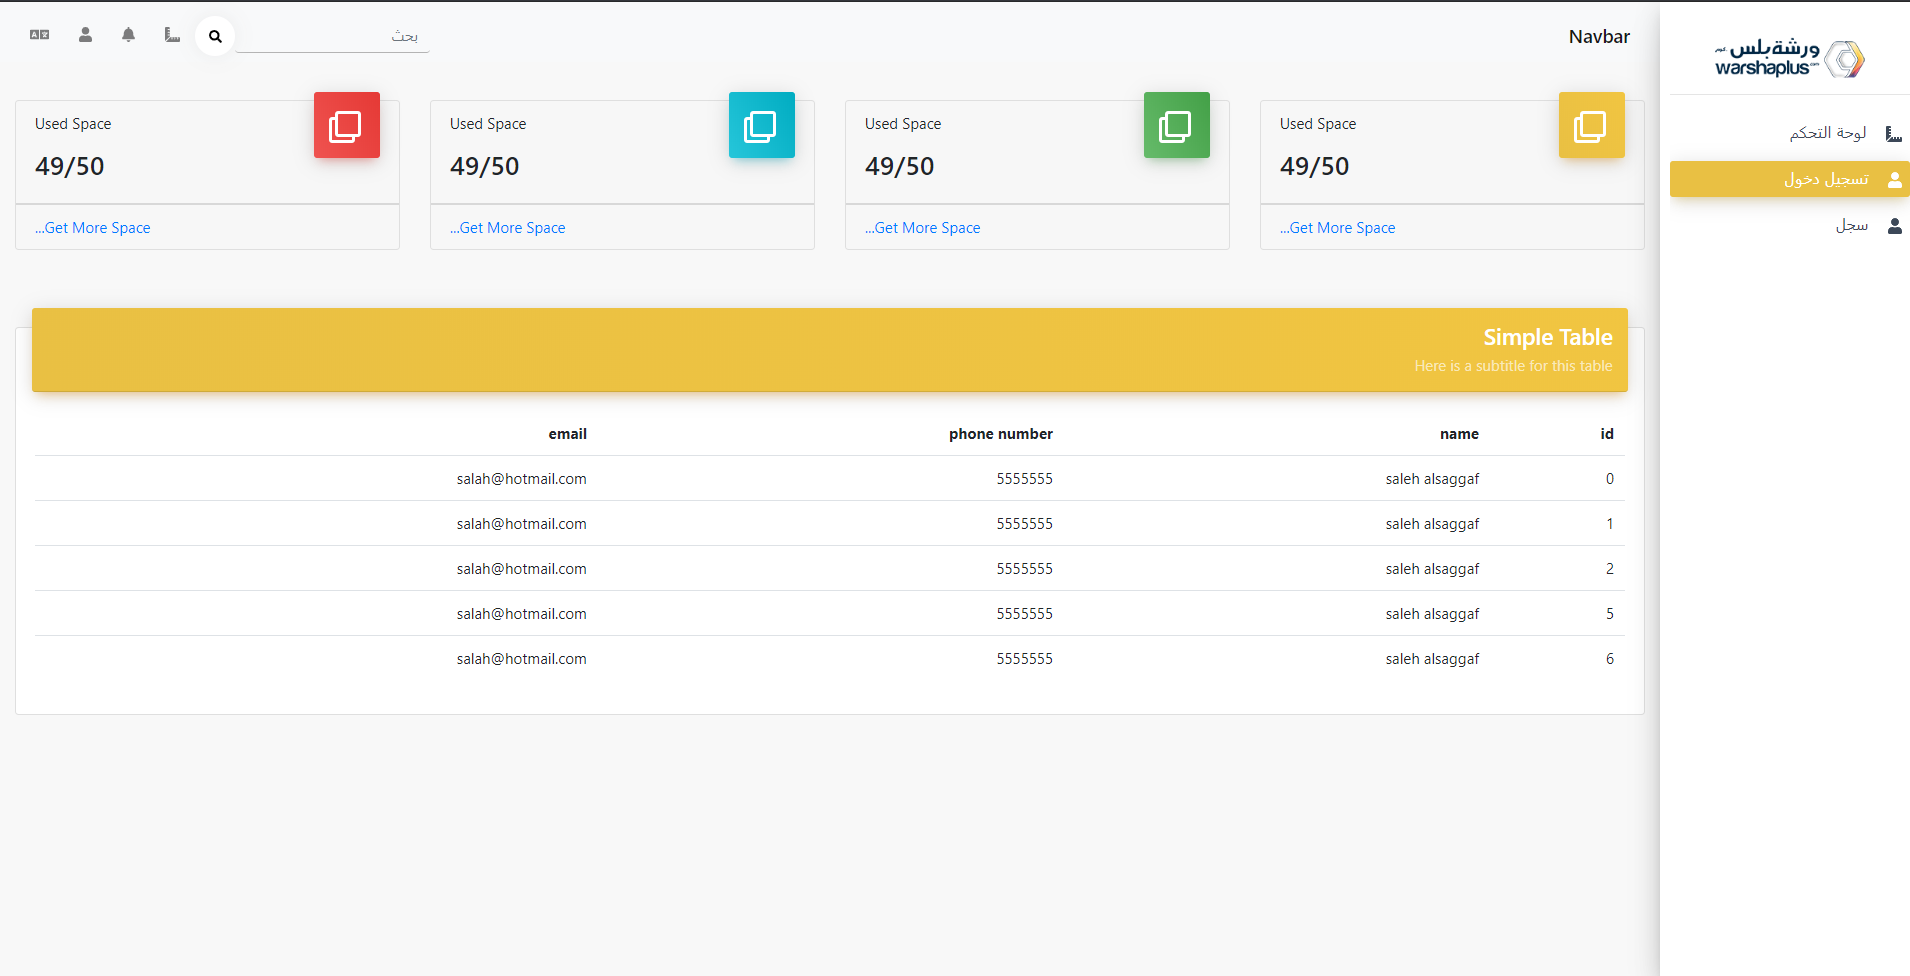 Navbar
بحث
ورشة بلس
warshaplus
لوحة التحكم
تسجيل دخول
سجل
Used Space
49/50
...Get More Space
Used Space
49/50
...Get More Space
Used Space
49/50
...Get More Space
Used Space
49/50
...Get More Space
Simple Table
Here is a subtitle for this table
id name phone number email
0 saleh alsaggaf 5555555 salah@hotmail.com
1 saleh alsaggaf 5555555 salah@hotmail.com
2 saleh alsaggaf 5555555 salah@hotmail.com
5 saleh alsaggaf 5555555 salah@hotmail.com
6 saleh alsaggaf 5555555 salah@hotmail.com